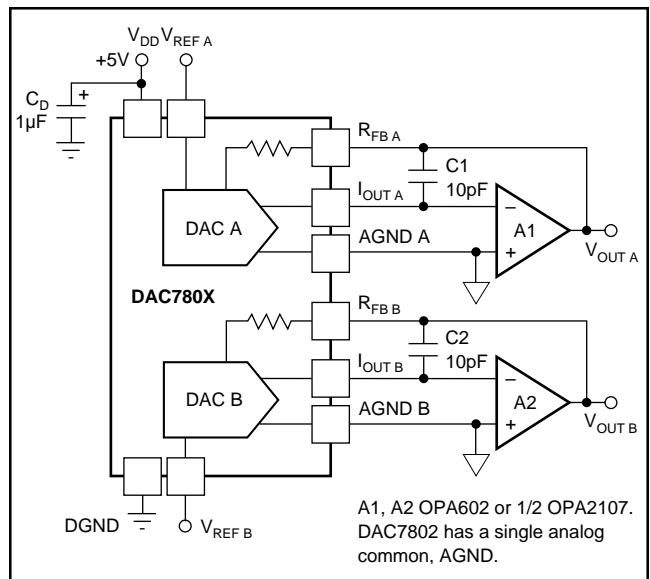 V_DD V_REF A
+5V
C_D
+
1µF
R_FB A
C1
10pF
I_OUT A
DAC A
–
A1
+
AGND A
V_OUT A
DAC780X
R_FB B
C2
10pF
I_OUT B
DAC B
–
A2
+
AGND B
V_OUT B
DGND
V_REF B
A1, A2 OPA602 or 1/2 OPA2107.
DAC7802 has a single analog
common, AGND.